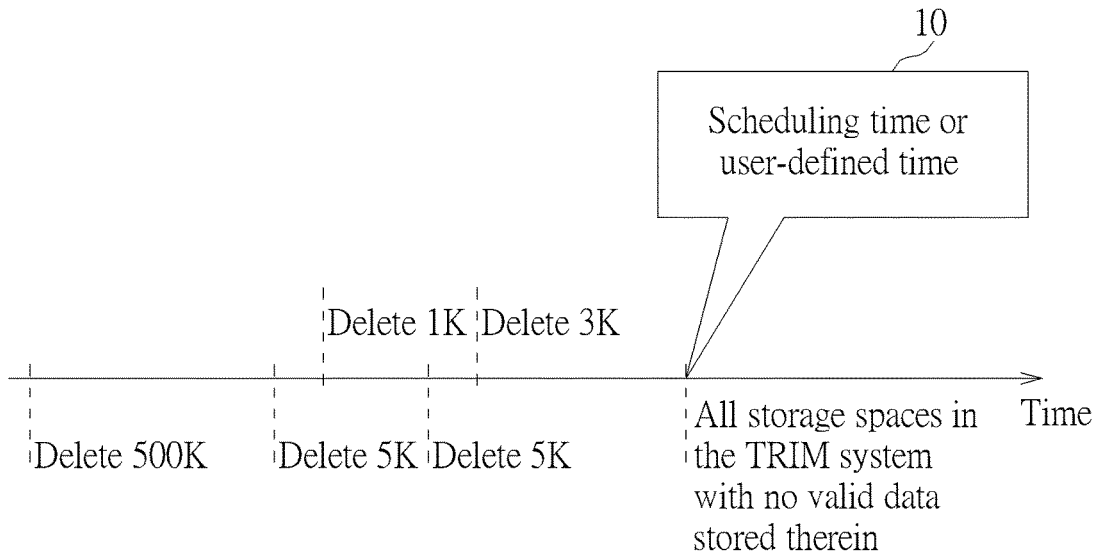 10
Scheduling time or
user-defined time
Delete 1K
Delete 3K
Delete 500K
Delete 5K
Delete 5K
All storage spaces in
the TRIM system
with no valid data
stored therein
Time